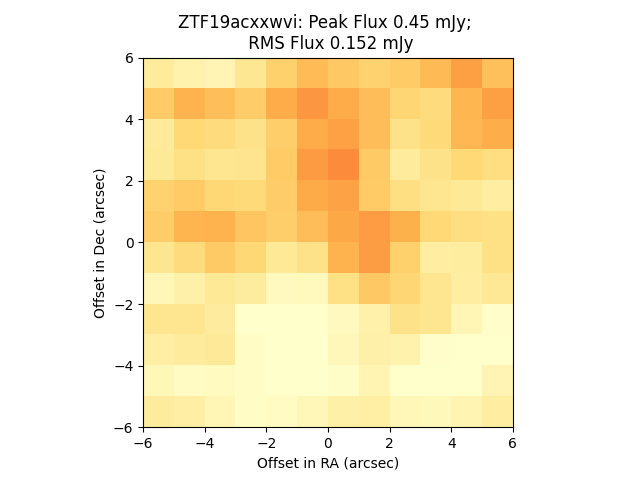 ZTF19acxxwvi: Peak Flux 0.45 mJy;
RMS Flux 0.152 mJy
6
4
2
0
−2
−4
−6
Offset in Dec (arcsec)
−6 −4 −2 0 2 4 6
Offset in RA (arcsec)